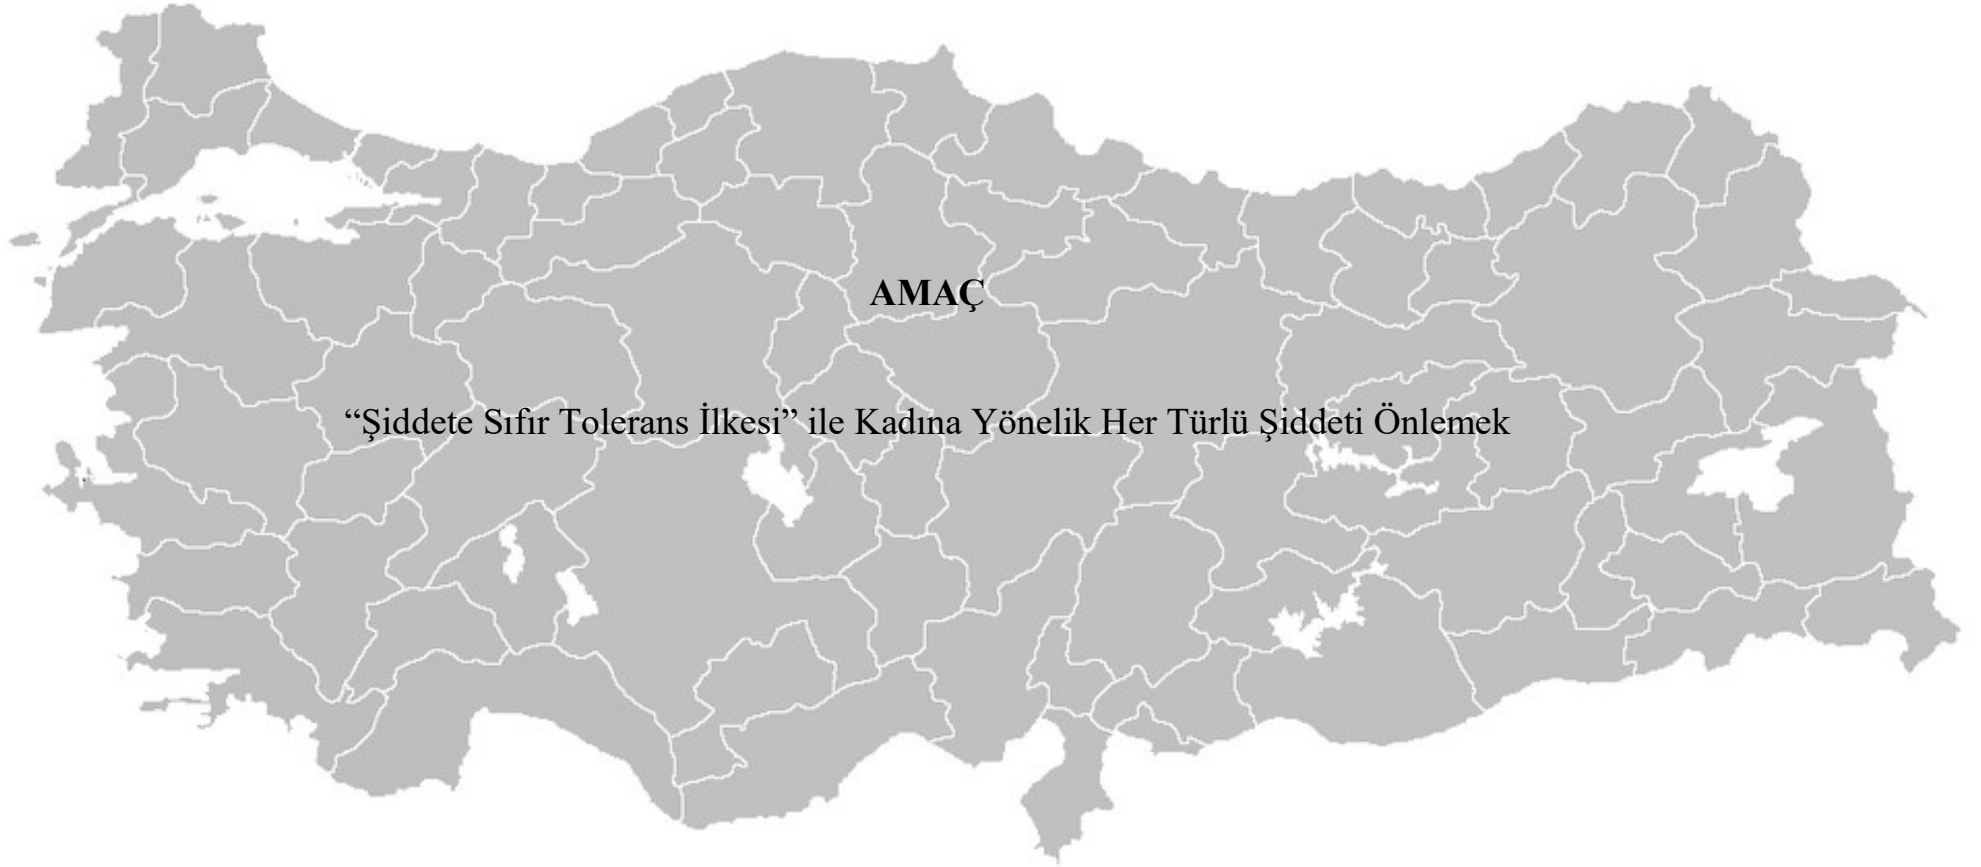 AMAÇ
“Şiddete Sıfır Tolerans İlkesi” ile Kadına Yönelik Her Türlü Şiddeti Önlemek